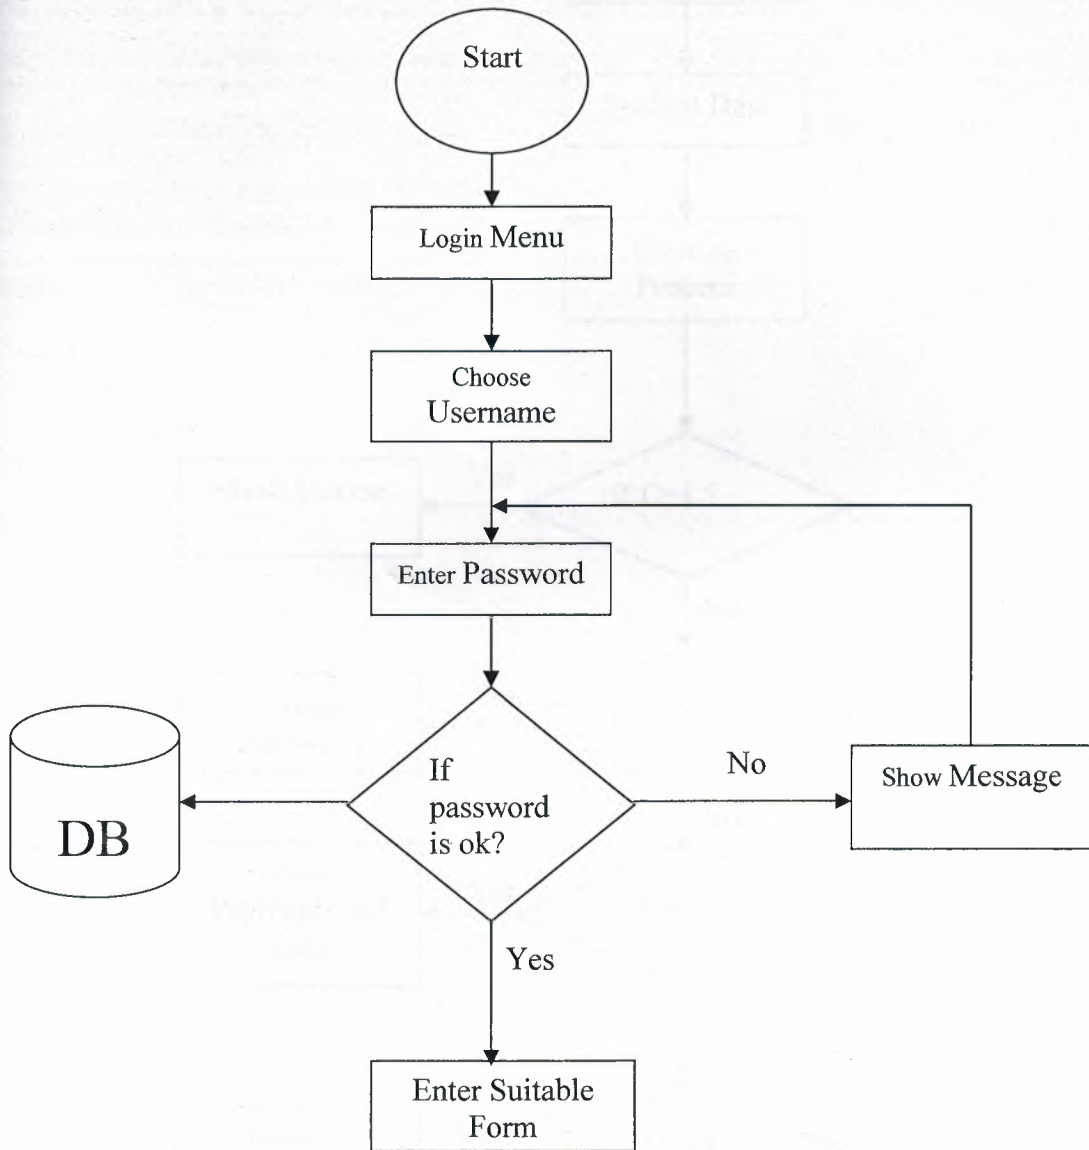 Start
Login Menu
Choose
Username
Enter Password
If
password
is ok?
No
Show Message
DB
Yes
Enter Suitable
Form